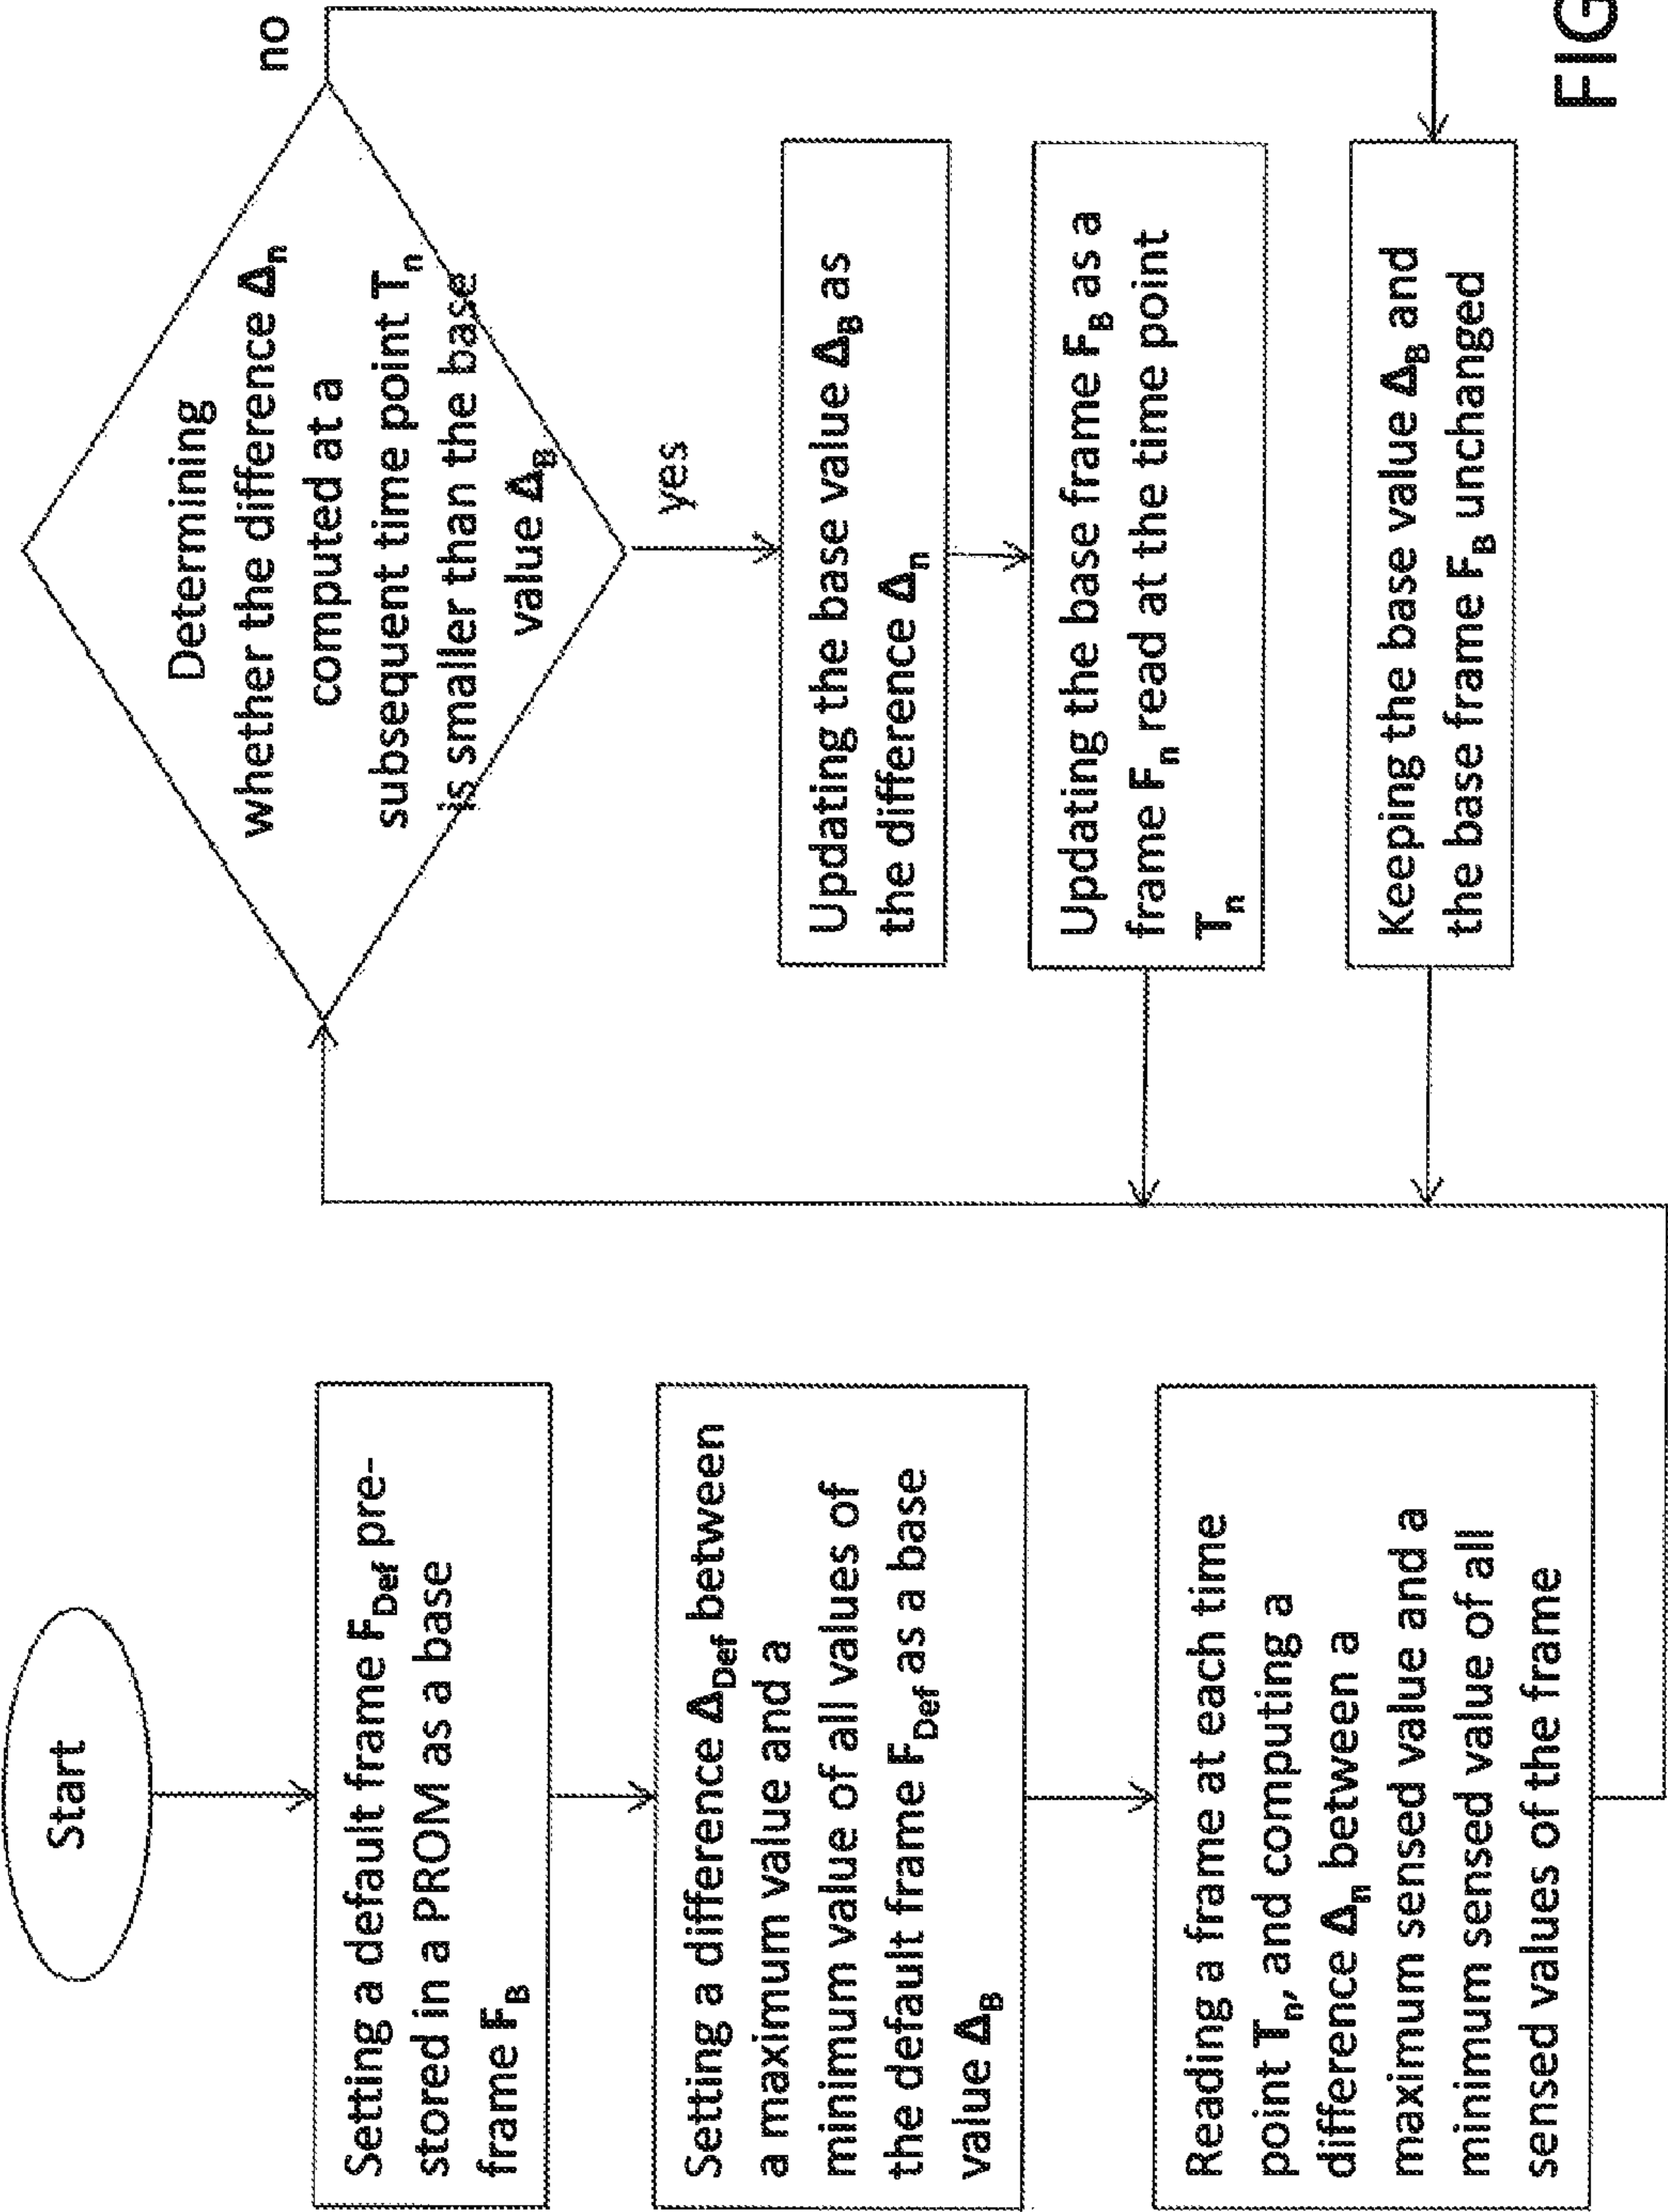 Start
Setting a default frame F_Def pre-
stored in a PROM as a base
frame F_B
Setting a difference Δ_Def between
a maximum value and a
minimum value of all values of
the default frame F_Def as a base
value Δ_B
Reading a frame at each time
point T_n, and computing a
difference Δ_n between a
maximum sensed value and a
minimum sensed value of all
sensed values of the frame
Determining
whether the difference Δ_n
computed at a
subsequent time point T_n
is smaller than the base
value Δ_B
no
yes
Updating the base value Δ_B as
the difference Δ_n
Updating the base frame F_B as a
frame F_n read at the time point
T_n
Keeping the base value Δ_B and
the base frame F_B unchanged
FIG